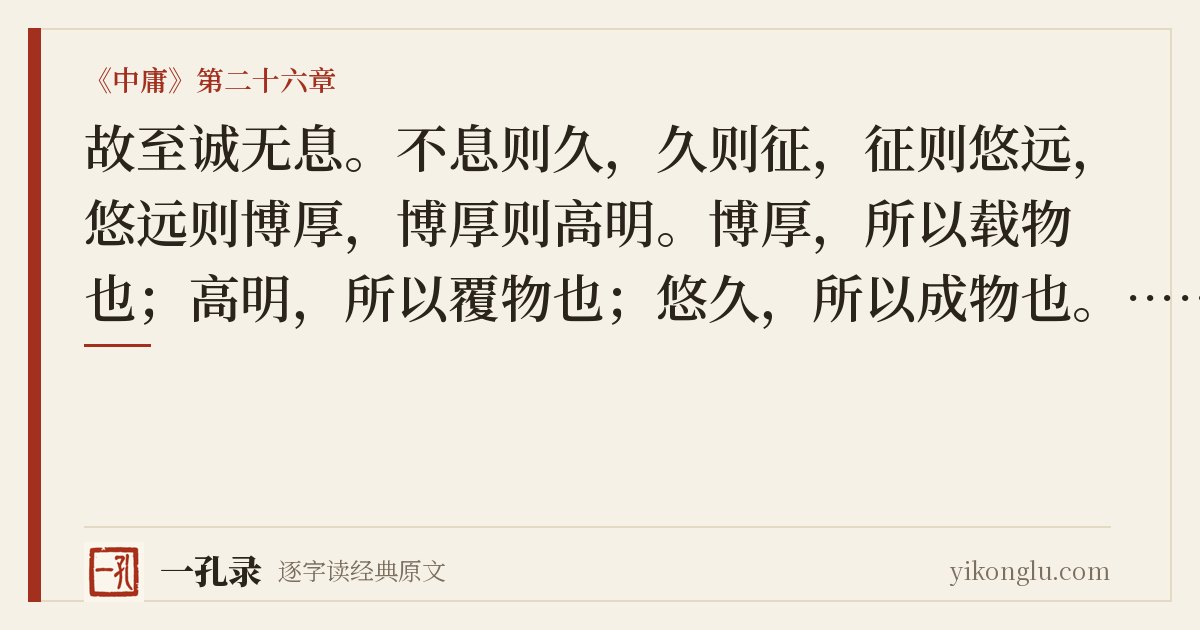 《中庸》第二十六章
故至诚无息。不息则久，久则征，征则悠远，
悠远则博厚，博厚则高明。博厚，所以载物
也；高明，所以覆物也；悠久，所以成物也。……
一孔
一孔录 逐字读经典原文
yikonglu.com